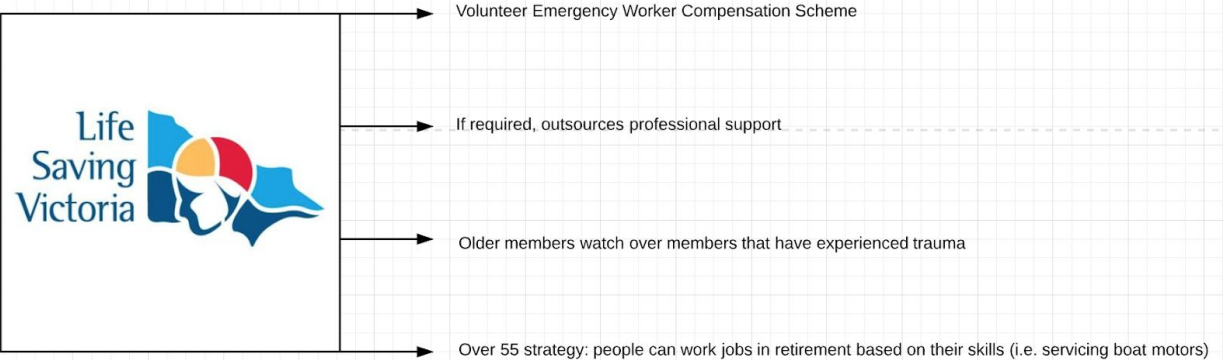 Life
Saving
Victoria
Volunteer Emergency Worker Compensation Scheme
If required, outsources professional support
Older members watch over members that have experienced trauma
Over 55 strategy: people can work jobs in retirement based on their skills (i.e. servicing boat motors)